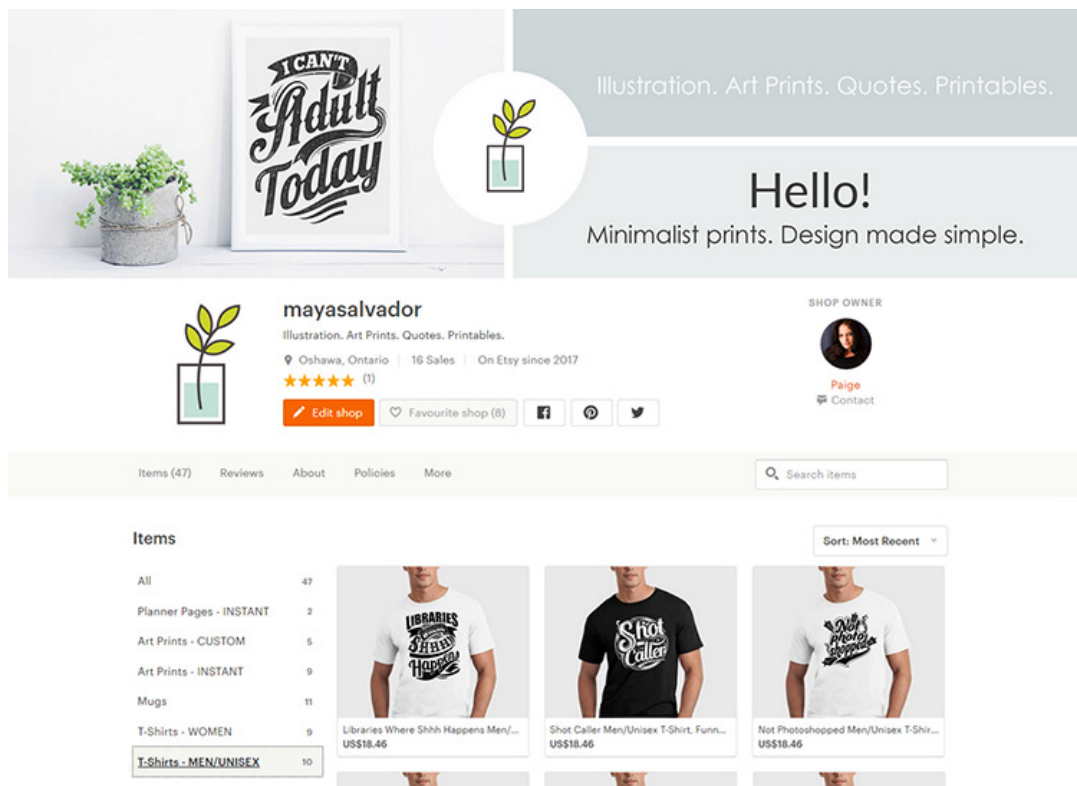 I CAN'T
Adult
Today
Illustration. Art Prints. Quotes. Printables.
Hello!
Minimalist prints. Design made simple.
mayasalvador
Illustration. Art Prints. Quotes. Printables.
Oshawa, Ontario | 16 Sales | On Etsy since 2017
(1)
Edit shop
Favourite shop (8)
SHOP OWNER
Paige
Contact
Items (47)
Reviews
About
Policies
More
Search items
Items
Sort: Most Recent
All 47
Planner Pages - INSTANT 2
Art Prints - CUSTOM 5
Art Prints - INSTANT 9
Mugs 11
T-Shirts - WOMEN 9
T-Shirts - MEN/UNISEX 10
LIBRARIES
SHHH
Happens
Libraries Where Shhh Happens Men/...
US$18.46
Shot
Caller
Shot Caller Men/Unisex T-Shirt, Funn...
US$18.46
Not
photo
shopped
Not Photoshopped Men/Unisex T-Shir...
US$18.46